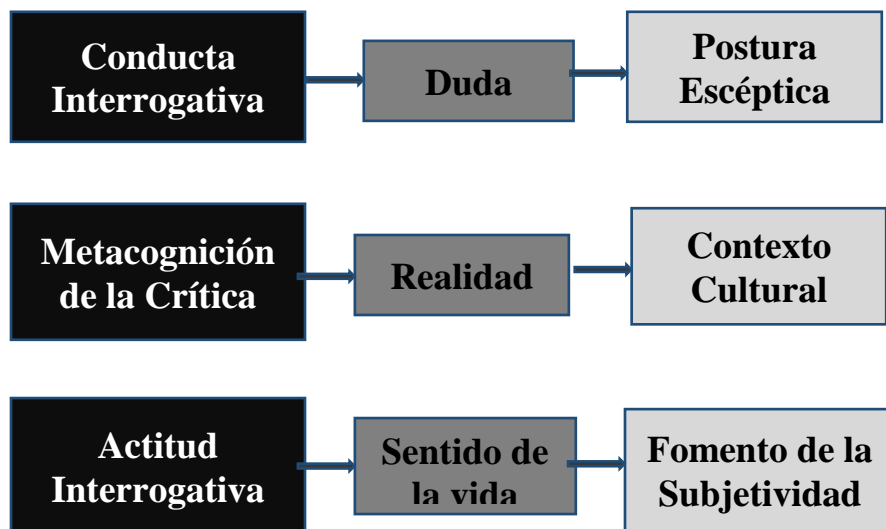 Conducta
Interrogativa
Duda
Postura
Escéptica
Metacognición
de la Crítica
Realidad
Contexto
Cultural
Actitud
Interrogativa
Sentido de
la vida
Fomento de la
Subjetividad